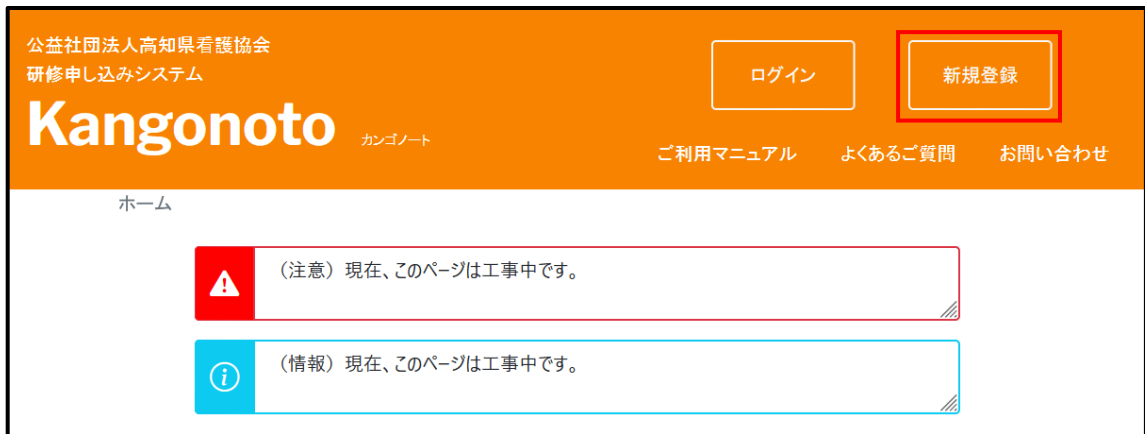 公益社団法人高知県看護協会
研修申し込みシステム
Kangonoto カンゴノート
ログイン
新規登録
ご利用マニュアル
よくあるご質問
お問い合わせ
ホーム
（注意）現在、このページは工事中です。
（情報）現在、このページは工事中です。